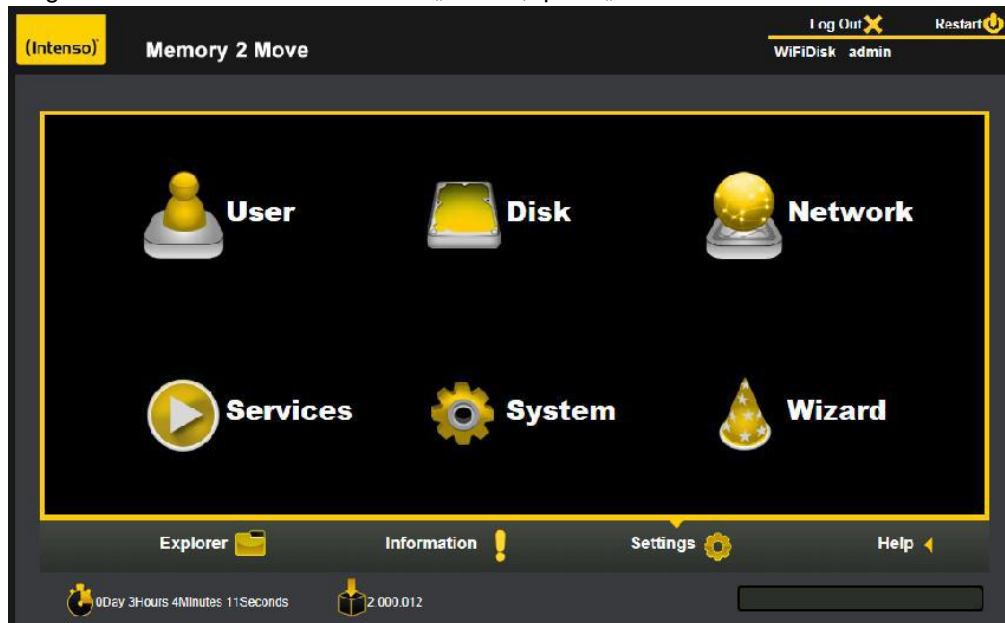 Log Out Restart
(Intenso)® Memory 2 Move
WiFiDisk admin
User Disk Network
Services System Wizard
Explorer Information Settings Help
0Day 3Hours 4Minutes 11Seconds 2.000.012